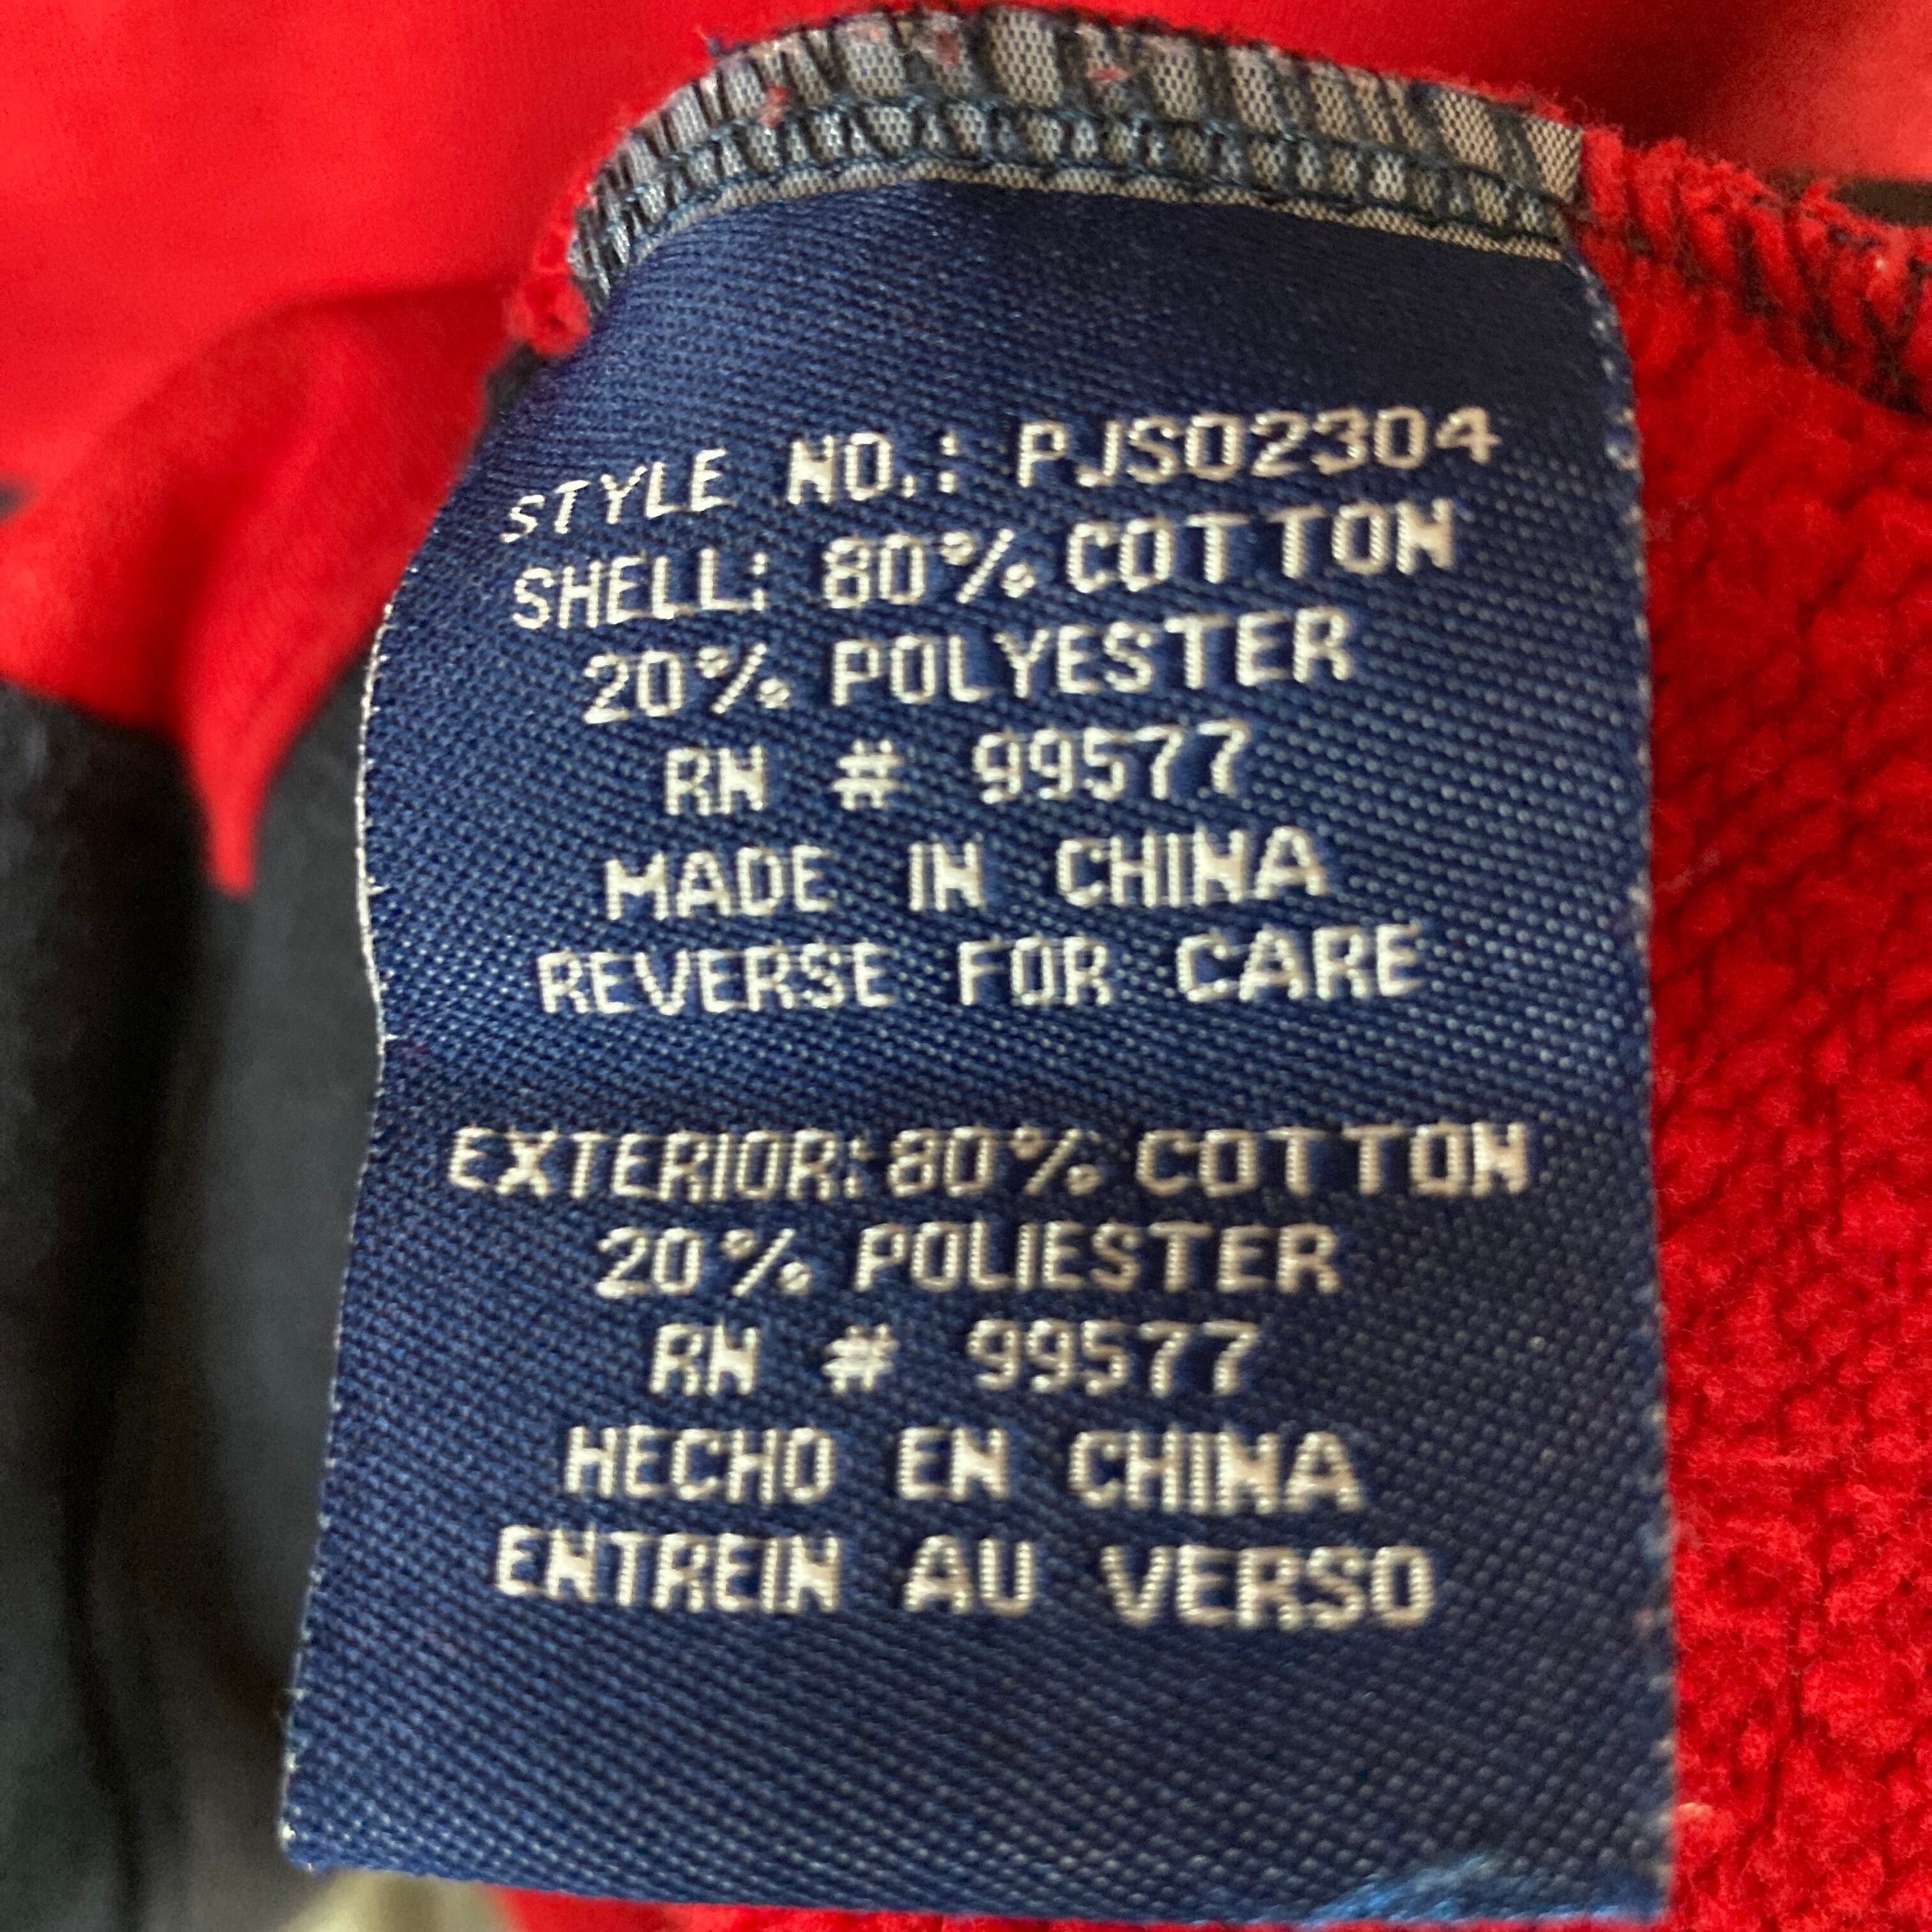 STYLE NO.: PJS02304
SHELL: 80% COTTON
20% POLYESTER
RN # 99577
MADE IN CHINA
REVERSE FOR CARE
EXTERIOR: 80% COTTON
20% POLIESTER
RN # 99577
HECHO EN CHINA
ENTREIN AU VERSO